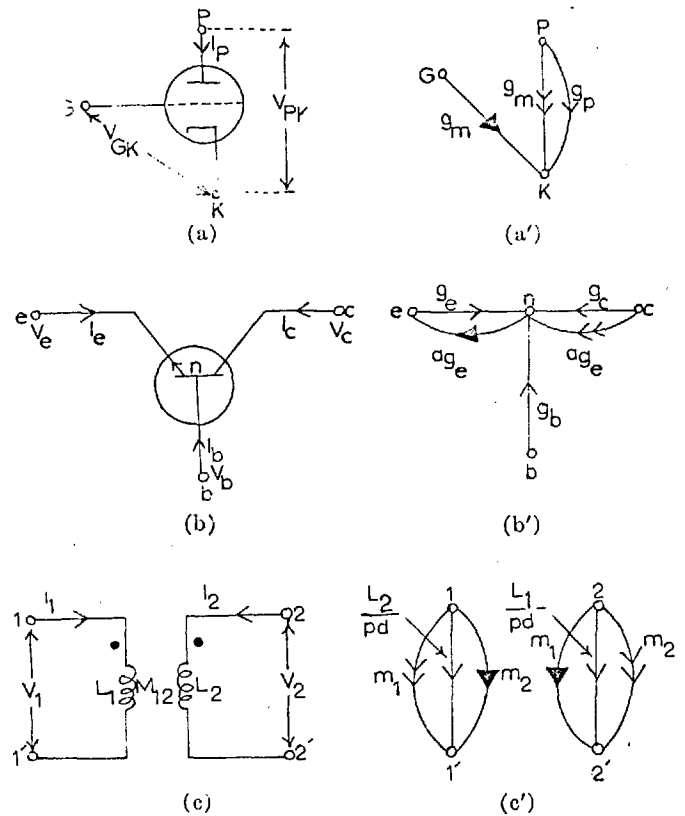 P
I_P
G
V_GK
V_PK
K
(a)
P
G
g_m
g_m
g_p
K
(a′)
e
V_e
I_e
n
I_c
c
V_c
I_b
V_b
b
(b)
e
g_e
n
g_c
c
ag_e
ag_e
g_b
b
(b′)
1
I_1
V_1
L_1
M_12
L_2
I_2
2
V_2
1′
2′
(c)
L_2
pd
1
m_1
m_2
1′
L_1
pd
2
m_1
m_2
2′
(c′)